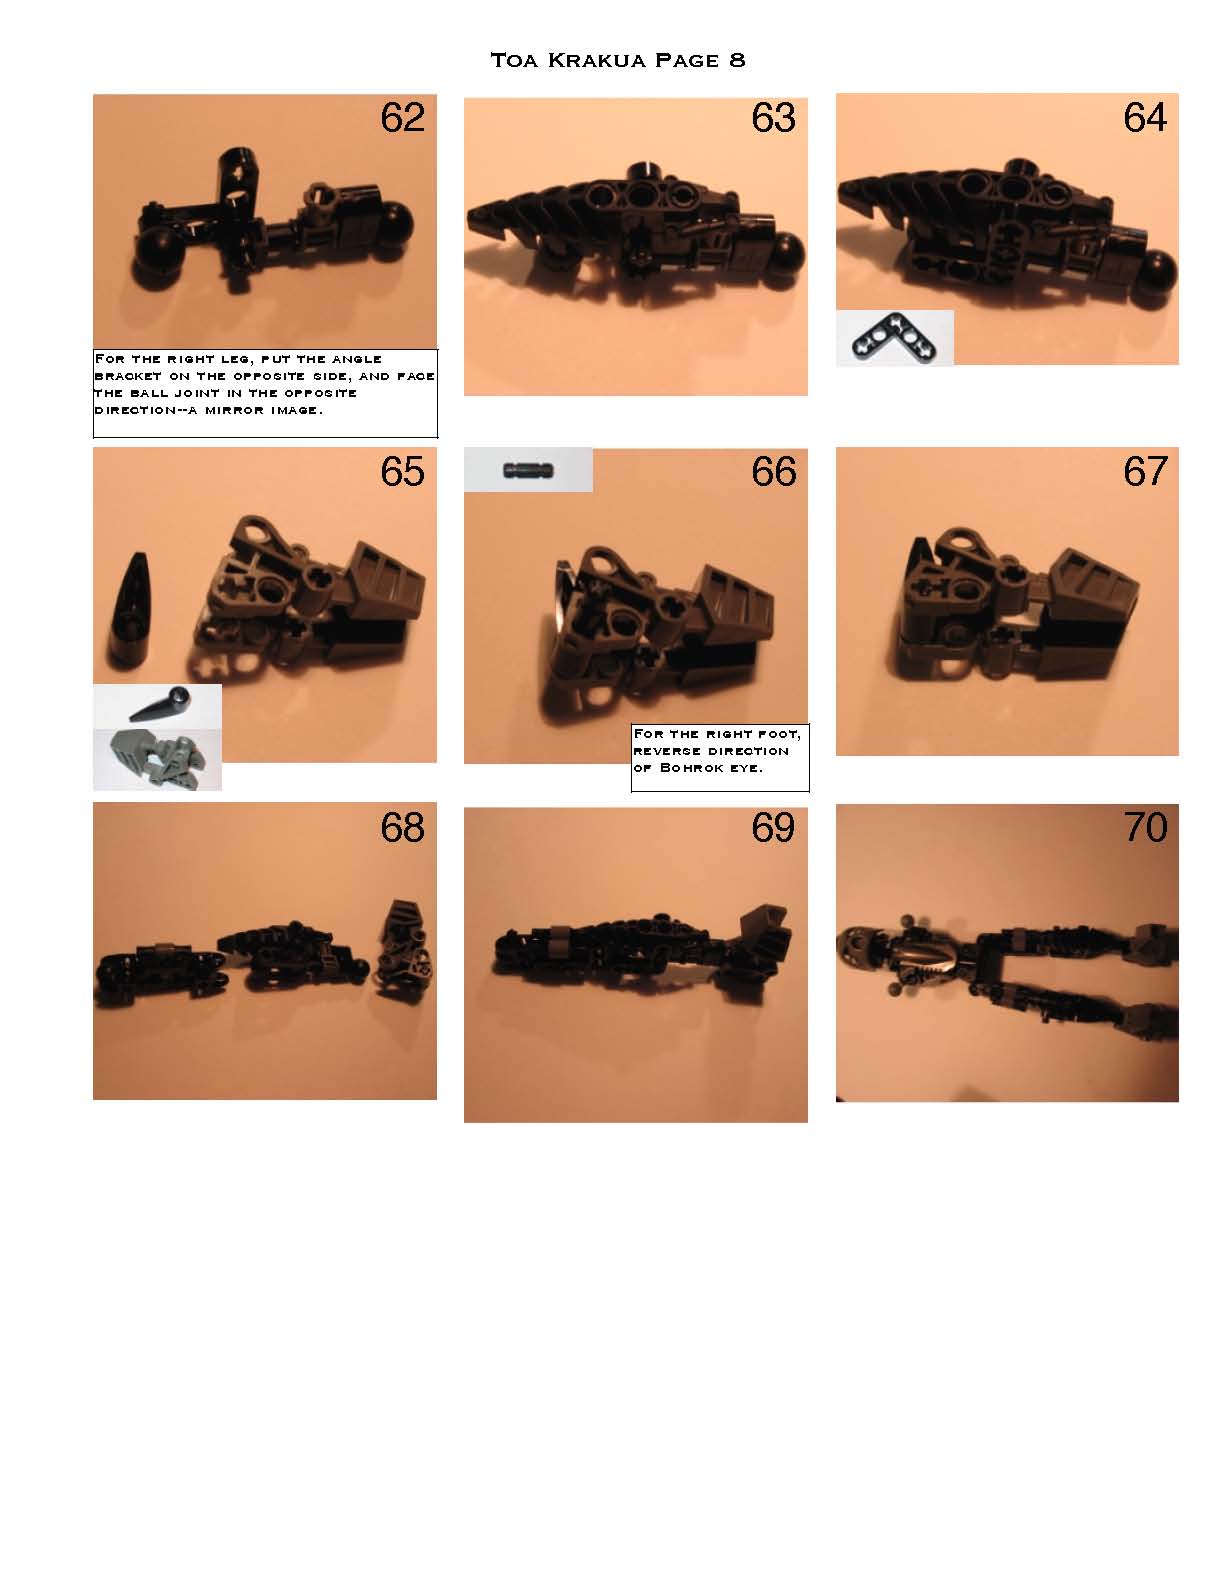 Toa Krakua Page 8
62
63
64
For the right leg, put the angle
bracket on the opposite side, and face
the ball joint in the opposite
direction--a mirror image.
65
66
67
For the right foot,
reverse direction
of Bohrok eye.
68
69
70